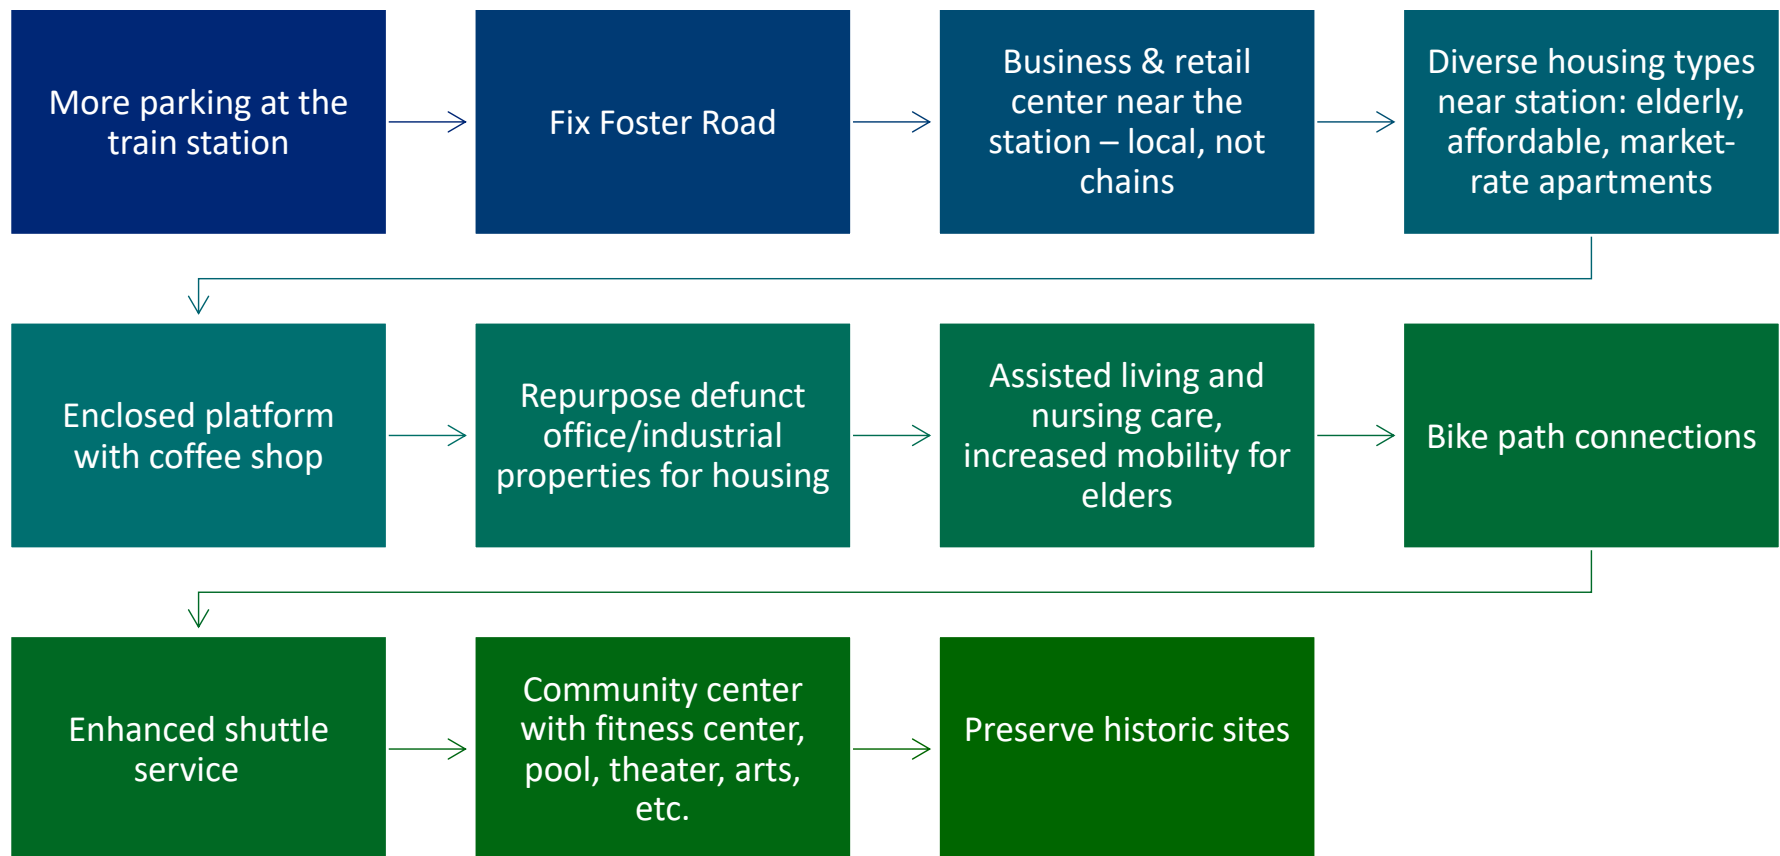 More parking at the
train station
Fix Foster Road
Business & retail
center near the
station – local, not
chains
Diverse housing types
near station: elderly,
affordable, market-
rate apartments
Enclosed platform
with coffee shop
Repurpose defunct
office/industrial
properties for housing
Assisted living and
nursing care,
increased mobility for
elders
Bike path connections
Enhanced shuttle
service
Community center
with fitness center,
pool, theater, arts,
etc.
Preserve historic sites